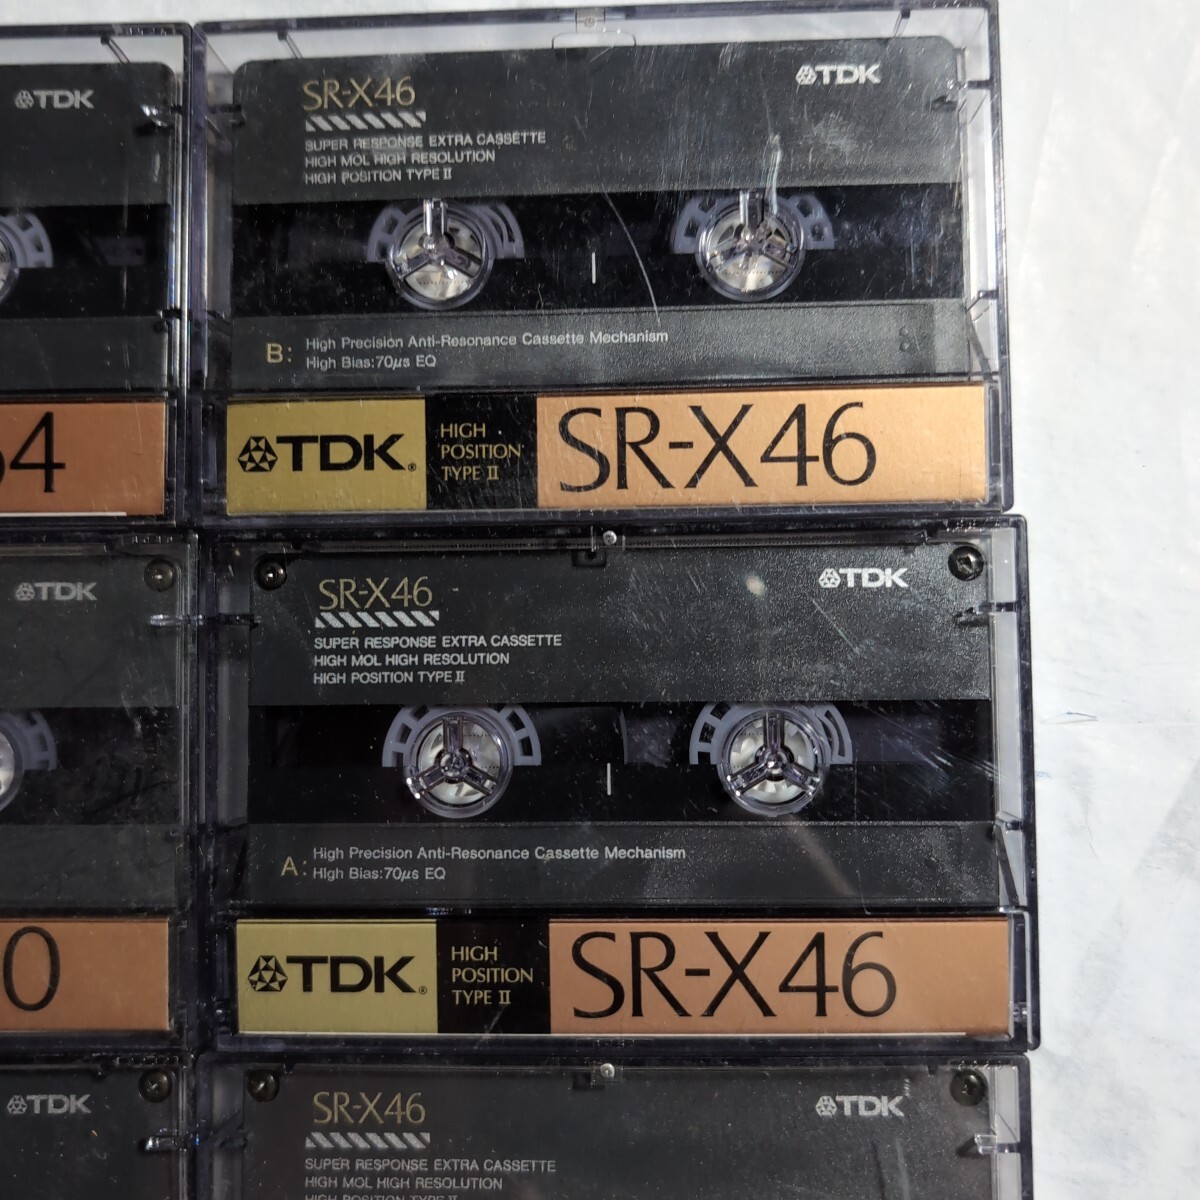 TDK
54
SR-X46
TDK
SUPER RESPONSE EXTRA CASSETTE
HIGH MOL HIGH RESOLUTION
HIGH POSITION TYPE II
B: High Precision Anti-Resonance Cassette Mechanism
High Bias:70µs EQ
TDK®
HIGH
POSITION
TYPE II
SR-X46
TDK
0
SR-X46
TDK
SUPER RESPONSE EXTRA CASSETTE
HIGH MOL HIGH RESOLUTION
HIGH POSITION TYPE II
A: High Precision Anti-Resonance Cassette Mechanism
High Bias:70µs EQ
TDK®
HIGH
POSITION
TYPE II
SR-X46
TDK
SR-X46
TDK
SUPER RESPONSE EXTRA CASSETTE
HIGH MOL HIGH RESOLUTION
HIGH POSITION TYPE II